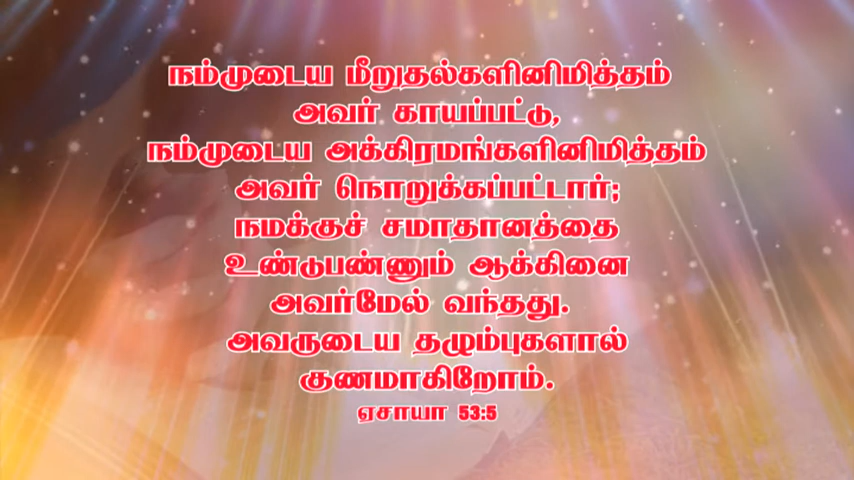 நம்முடைய மீறுதல்களினிமித்தம்
அவர் காயப்பட்டு,
நம்முடைய அக்கிரமங்களினிமித்தம்
அவர் நொறுக்கப்பட்டார்;
நமக்குச் சமாதானத்தை
உண்டுபண்ணும் ஆக்கினை
அவர்மேல் வந்தது.
அவருடைய தழும்புகளால்
குணமாகிறோம்.
ஏசாயா 53:5